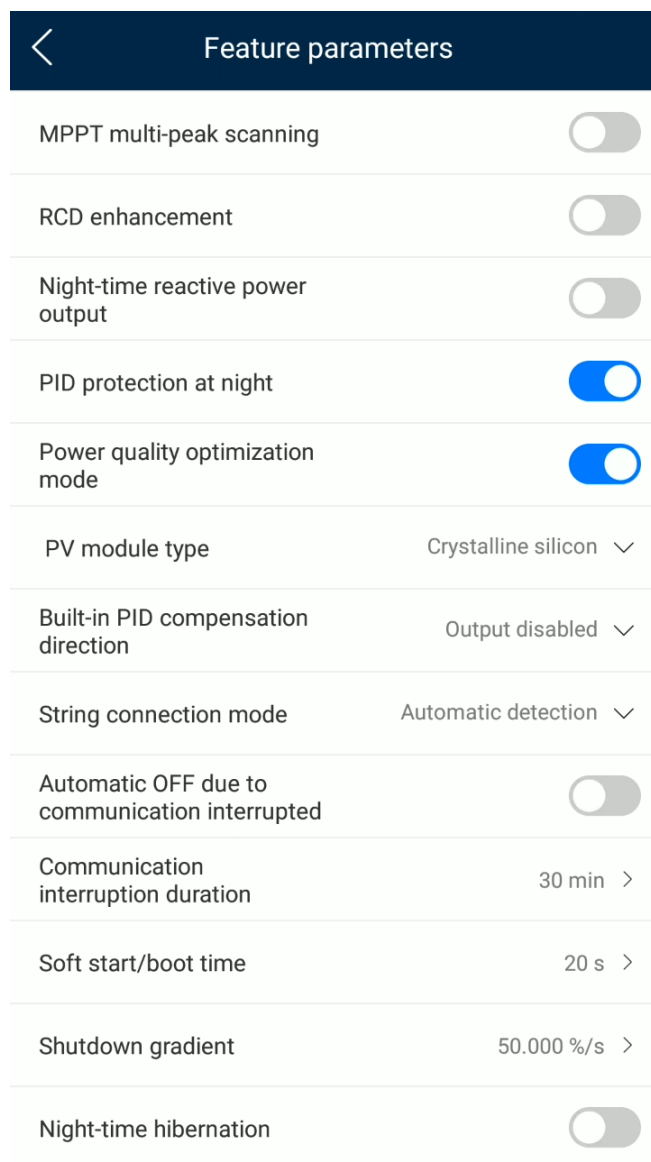 Feature parameters
MPPT multi-peak scanning
RCD enhancement
Night-time reactive power
output
PID protection at night
Power quality optimization
mode
PV module type Crystalline silicon
Built-in PID compensation
direction
Output disabled
String connection mode Automatic detection
Automatic OFF due to
communication interrupted
Communication
interruption duration
30 min
Soft start/boot time 20 s
Shutdown gradient 50.000 %/s
Night-time hibernation